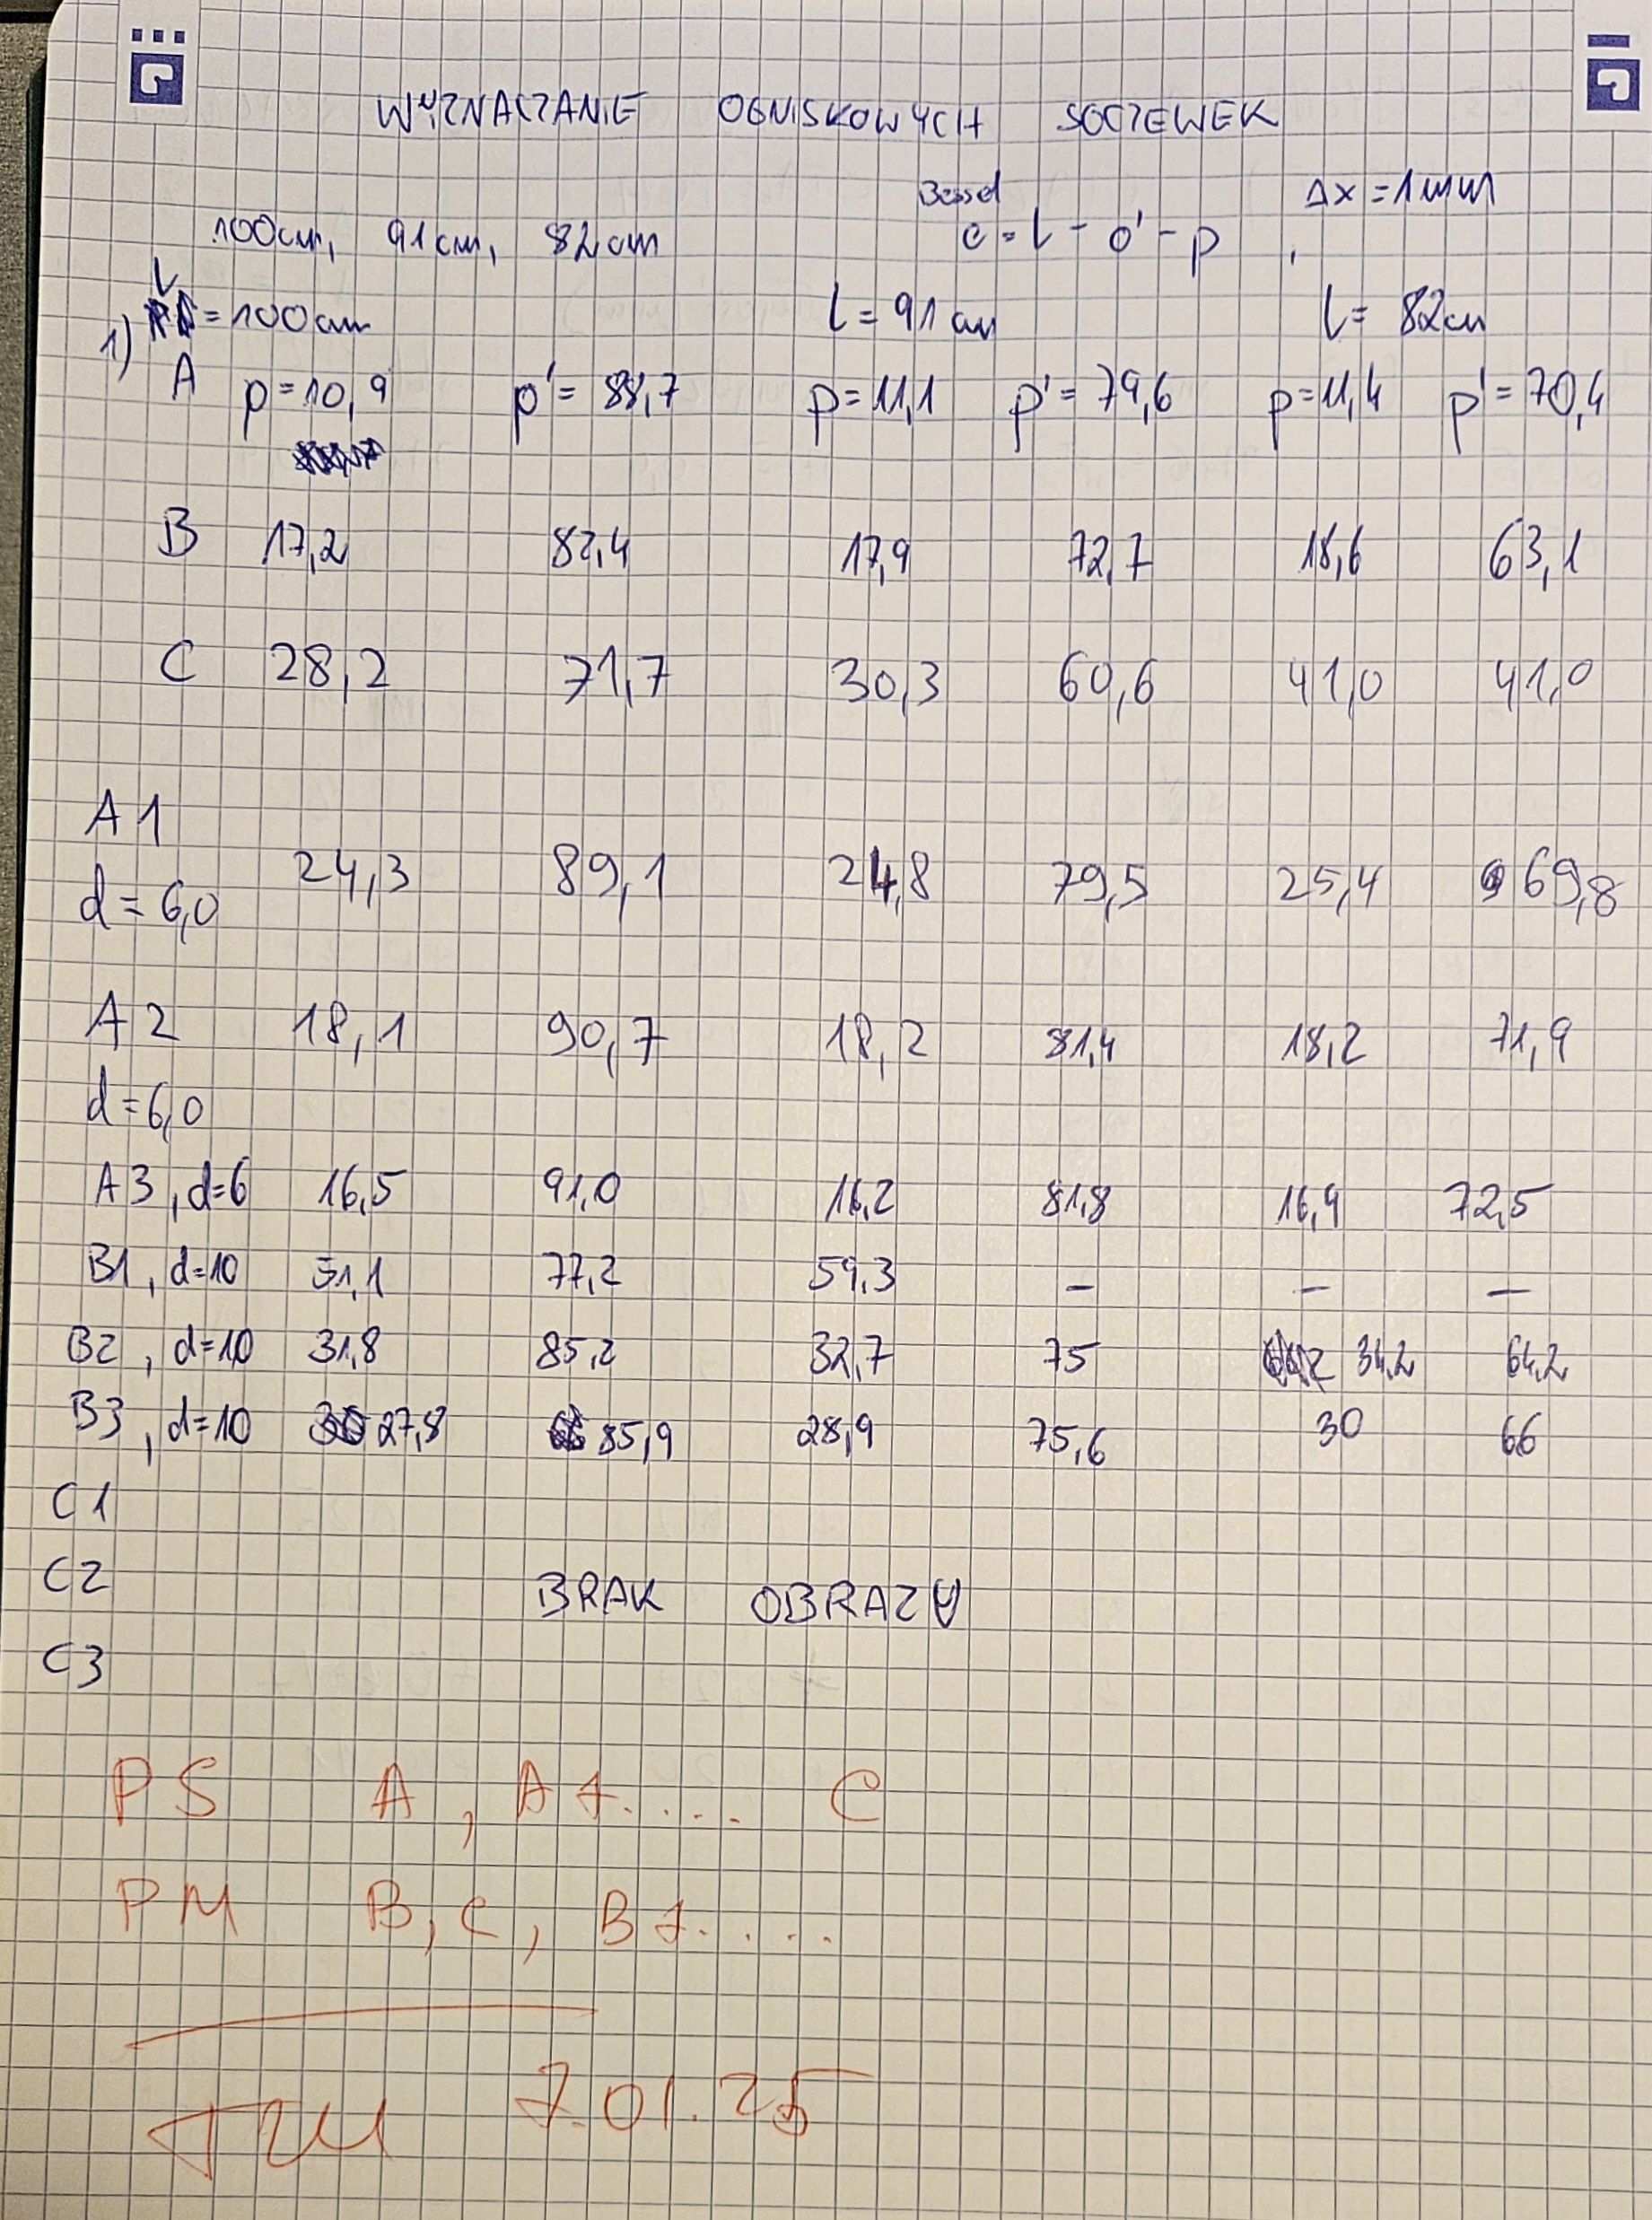 WYZNACZANIE OGNISKOWYCH SOCZEWEK
Bessel Δx = 1mm
100cm, 91cm, 82cm c = l - o' - p ,
1) L = 100cm l = 91cm l = 82cm
A p = 10,9 p' = 88,7 p = 11,1 p' = 79,6 p = 11,4 p' = 70,4
B 17,2 82,4 17,9 72,7 18,6 63,1
C 28,2 71,7 30,3 60,6 41,0 41,0
A1
d = 6,0 24,3 89,1 24,8 79,5 25,4 69,8
A2 18,1 90,7 18,2 81,4 18,2 71,9
d = 6,0
A3, d=6 16,5 91,0 16,2 81,8 16,9 72,5
B1, d=10 51,1 77,2 59,3 – – –
B2, d=10 31,8 85,2 32,7 75 34,2 64,2
B3, d=10 27,8 85,9 28,9 75,6 30 66
C1
C2 BRAK OBRAZU
C3
PS A, A1.... C
PM B, C, B1....
7.01.25